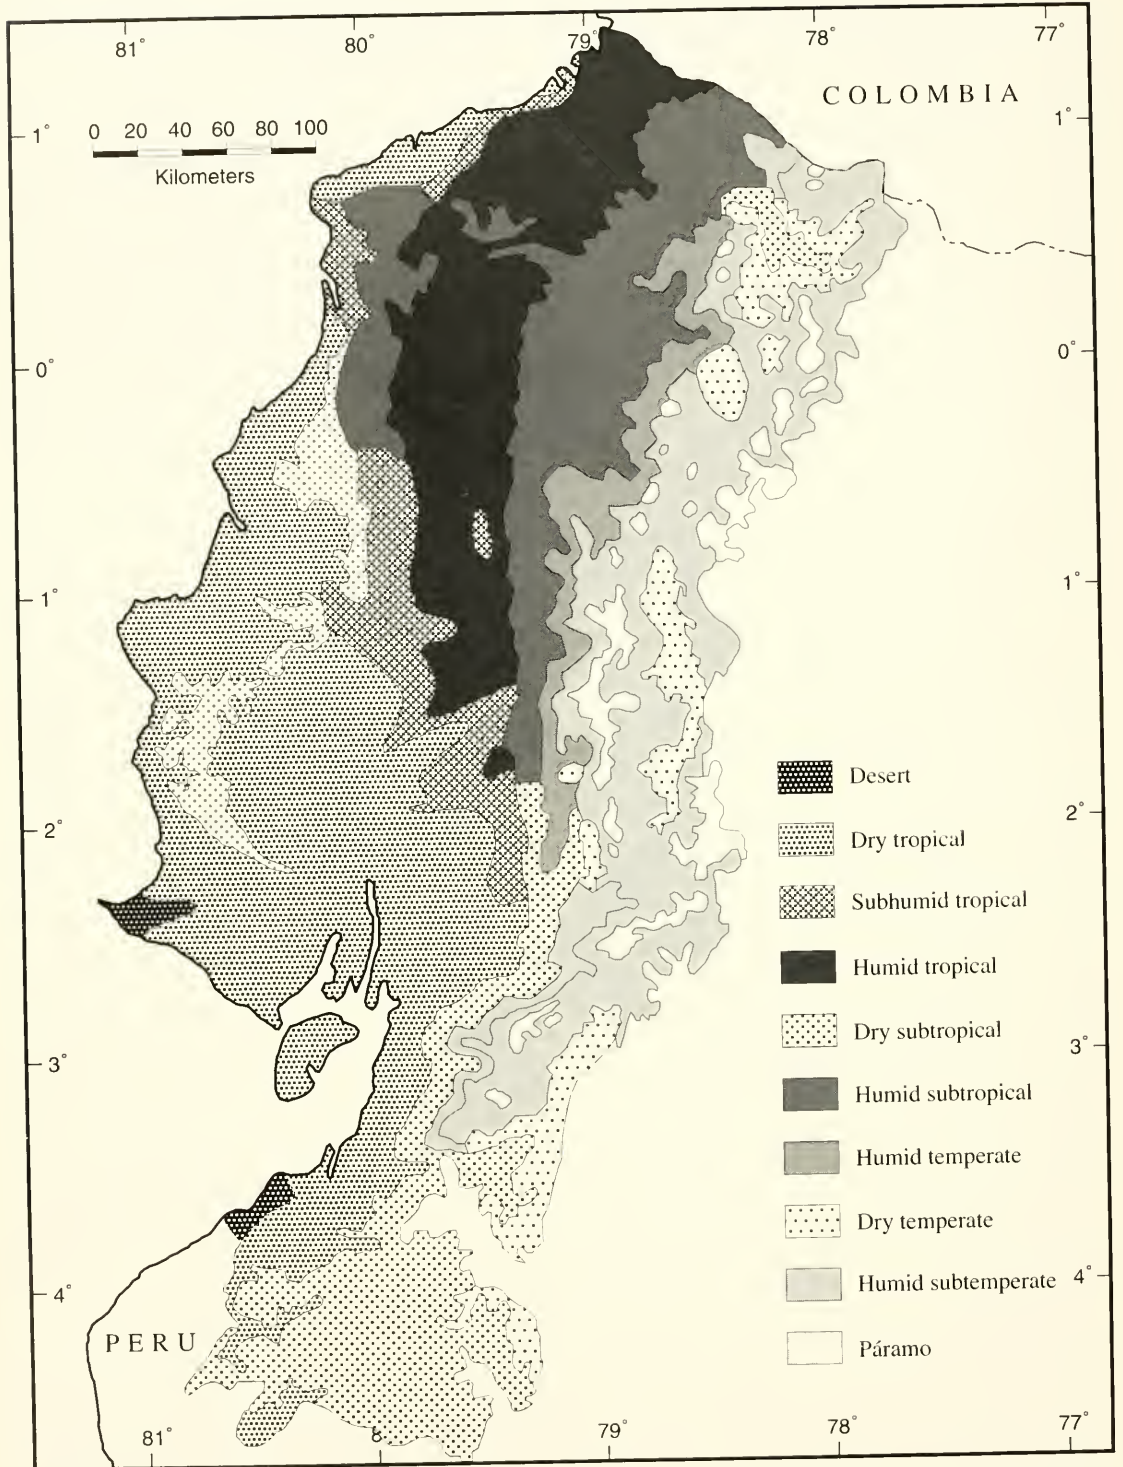 81° 80° 79° 78° 77°
COLOMBIA
1° 1°
0 20 40 60 80 100
Kilometers
0° 0°
1° 1°
Desert
2° 2°
Dry tropical
Subhumid tropical
Humid tropical
Dry subtropical
3° 3°
Humid subtropical
Humid temperate
Dry temperate
4° 4°
Humid subtemperate
PERU
Páramo
81° 8 79° 78° 77°